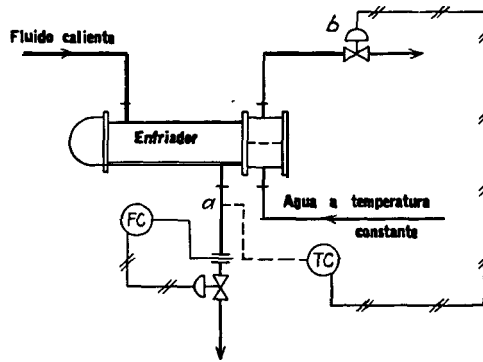 b
Fluido caliente
Enfriador
a
Agua a temperatura
constante
FC
TC